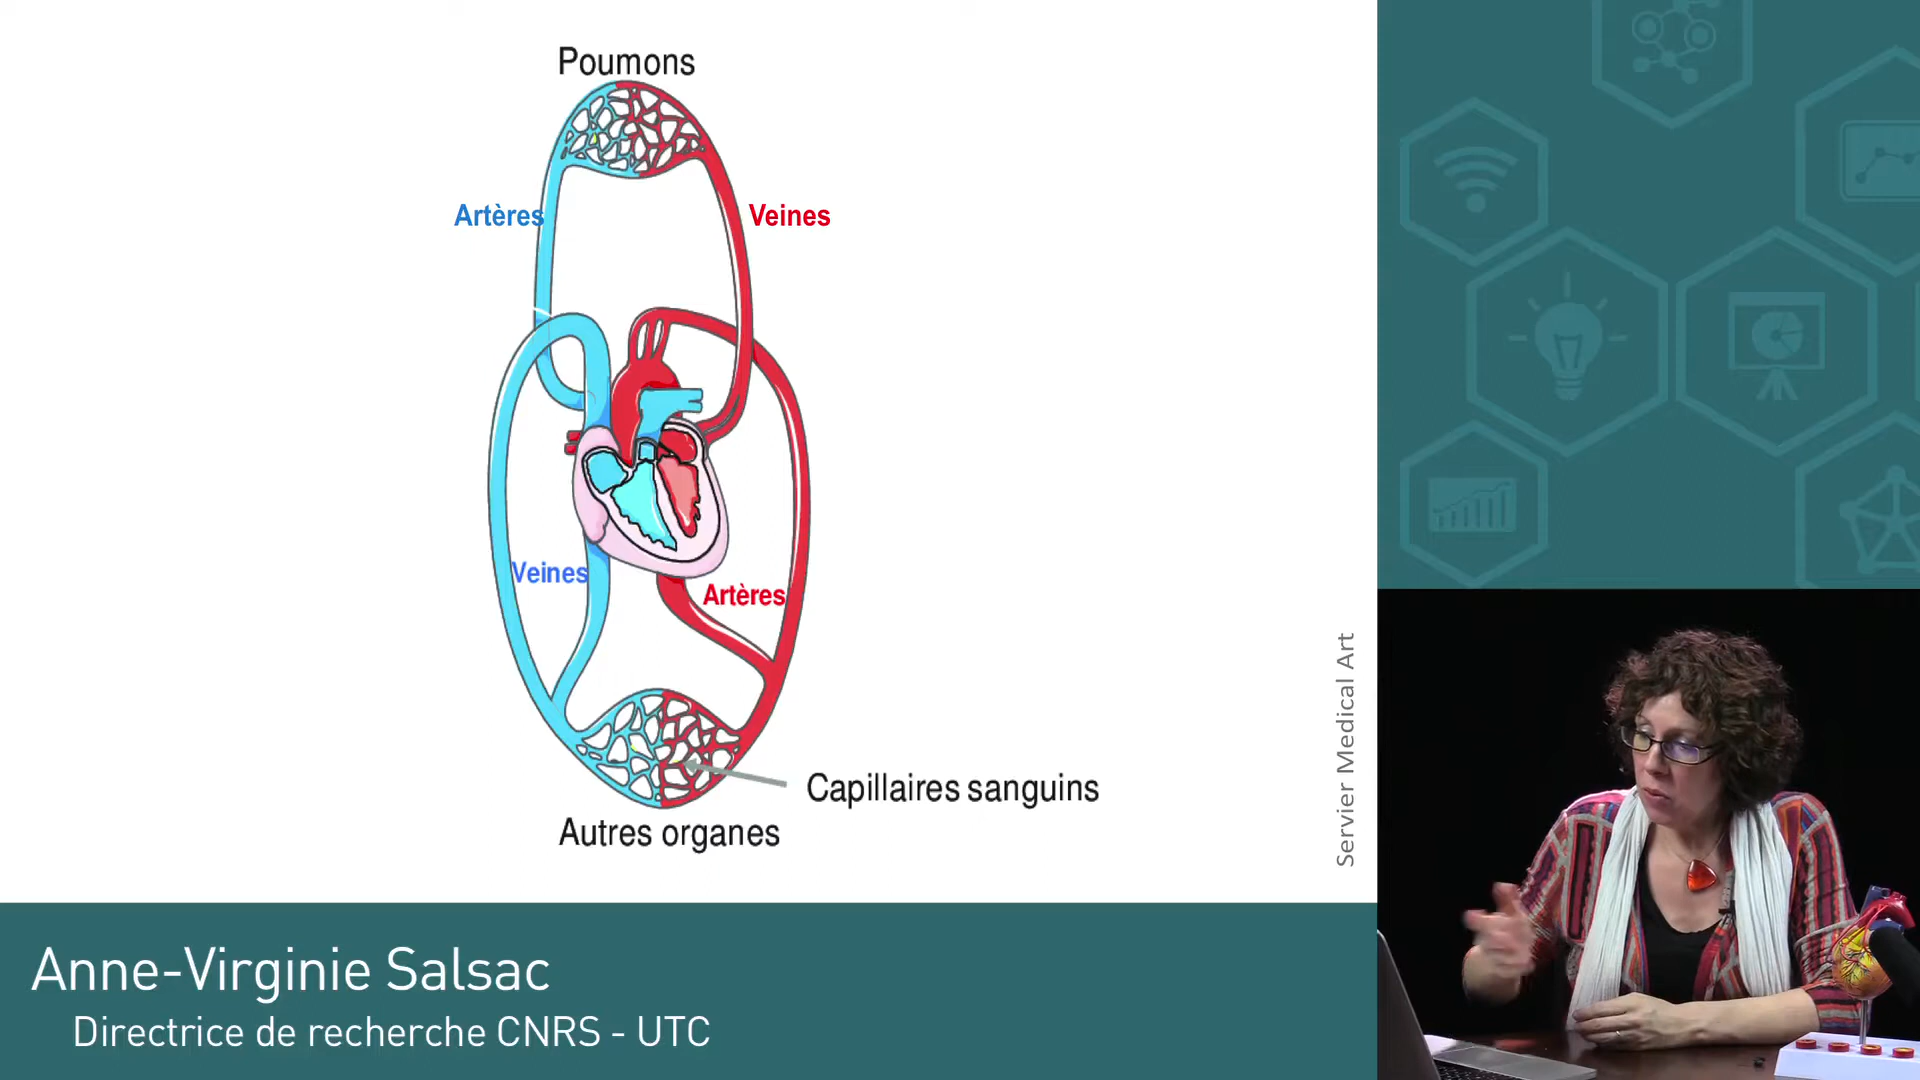 Poumons
Artères
Veines
Veines
Artères
Capillaires sanguins
Autres organes
Servier Medical Art
Anne-Virginie Salsac
Directrice de recherche CNRS - UTC